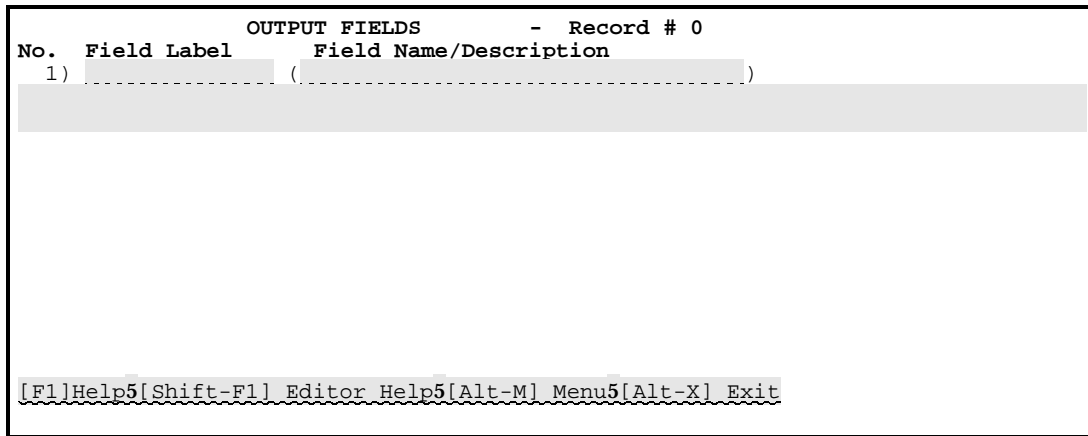 OUTPUT FIELDS - Record # 0
No. Field Label Field Name/Description
1) ( )
[F1]Help5[Shift-F1] Editor Help5[Alt-M] Menu5[Alt-X] Exit